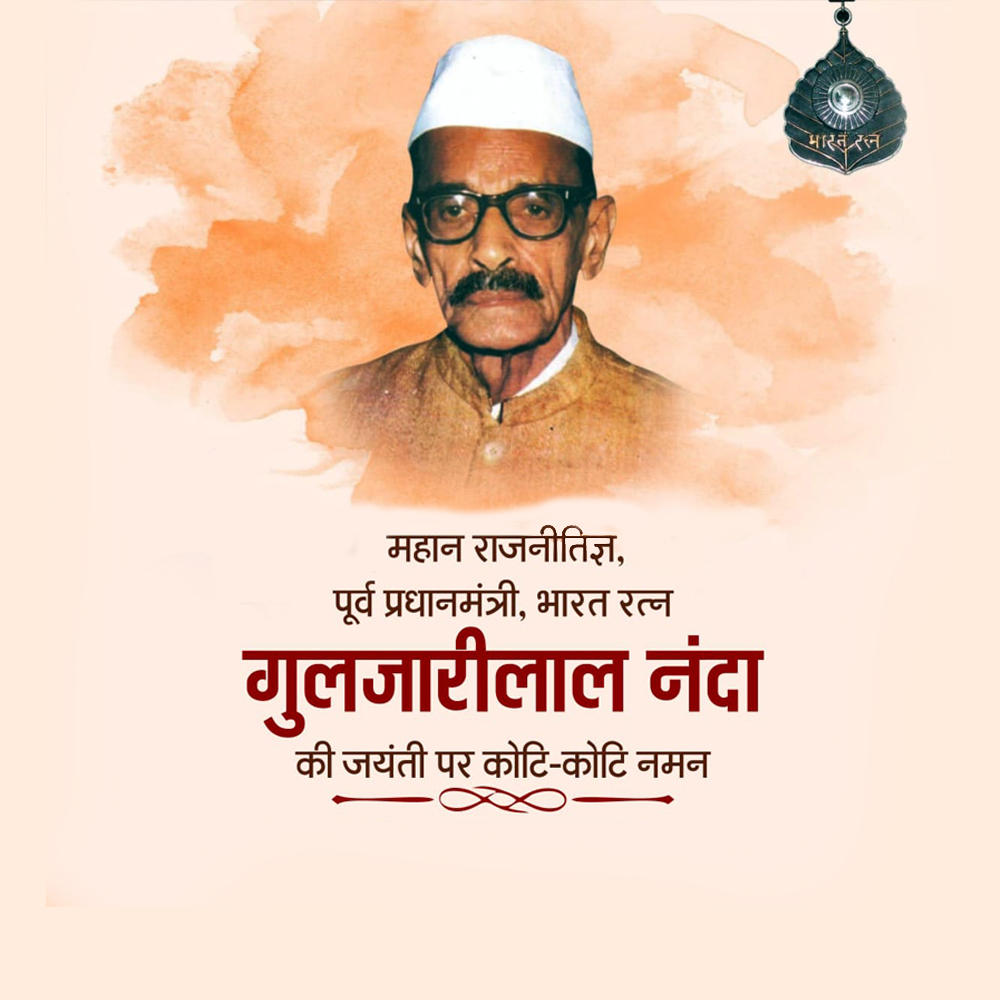 भारत रत्न
महान राजनीतिज्ञ,
पूर्व प्रधानमंत्री, भारत रत्न
गुलजारीलाल नंदा
की जयंती पर कोटि-कोटि नमन